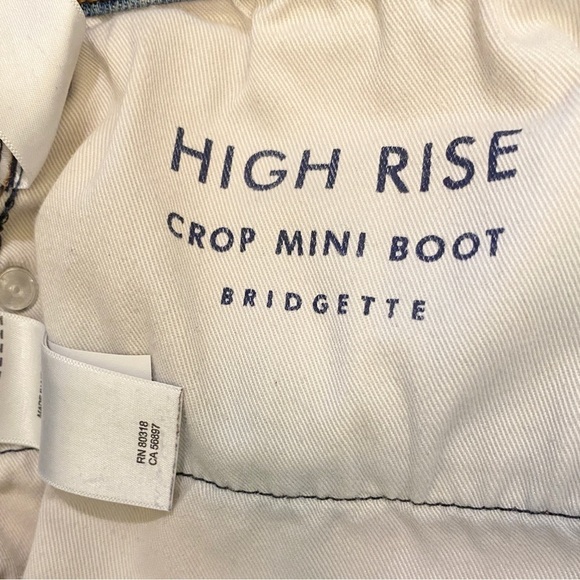 HIGH RISE
CROP MINI BOOT
BRIDGETTE
RN 80318
CA 56897